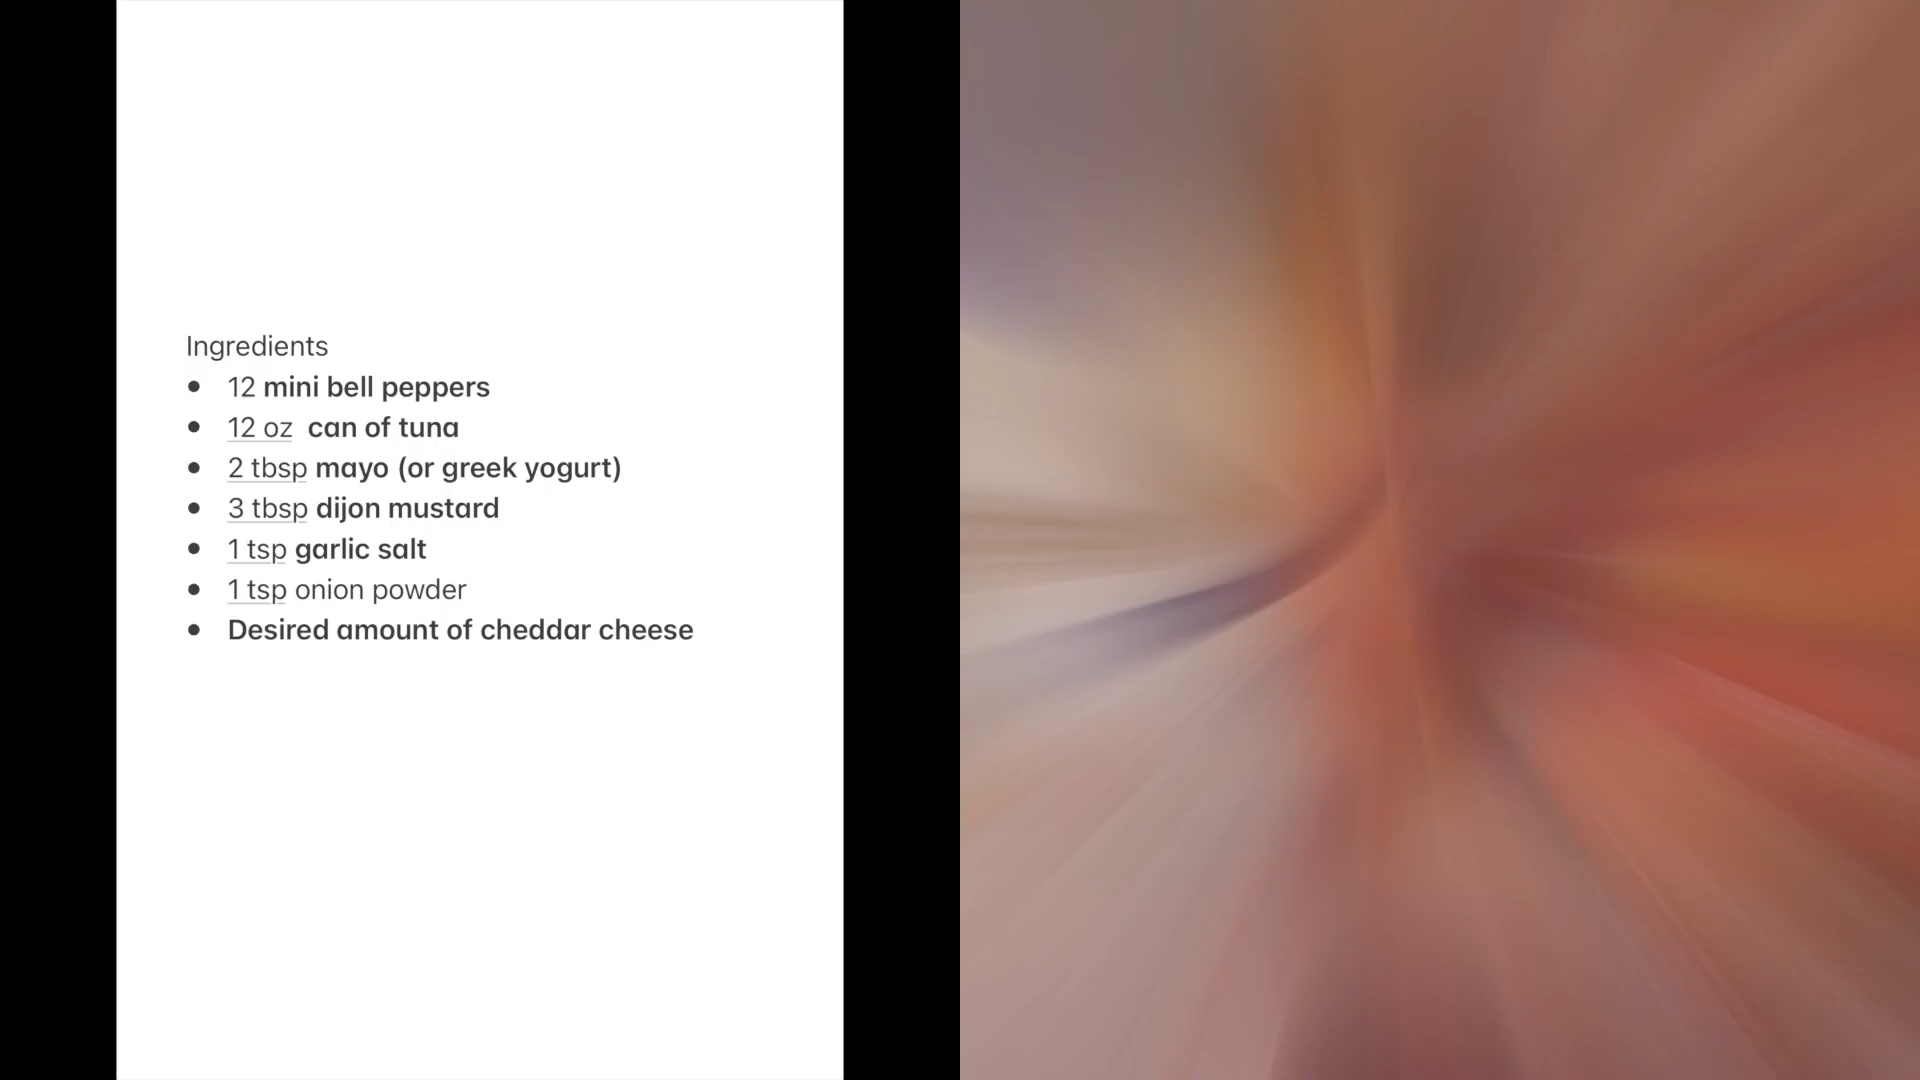 Ingredients
• 12 mini bell peppers
• 12 oz  can of tuna
• 2 tbsp mayo (or greek yogurt)
• 3 tbsp dijon mustard
• 1 tsp garlic salt
• 1 tsp onion powder
• Desired amount of cheddar cheese